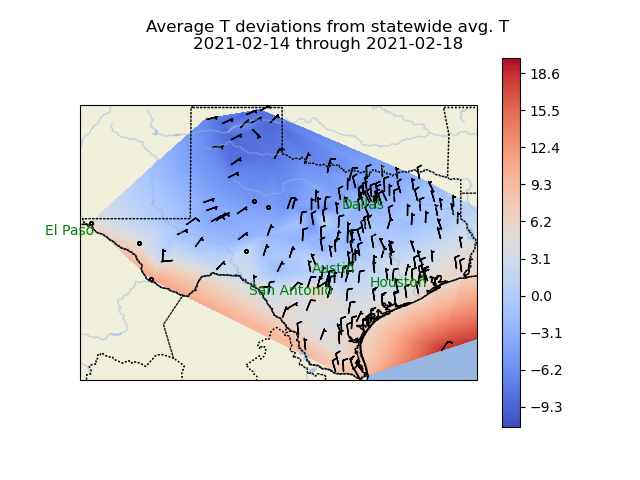 Average T deviations from statewide avg. T
2021-02-14 through 2021-02-18
18.6
15.5
12.4
9.3
6.2
3.1
0.0
−3.1
−6.2
−9.3
Dallas
El Paso
Austin
San Antonio
Houston